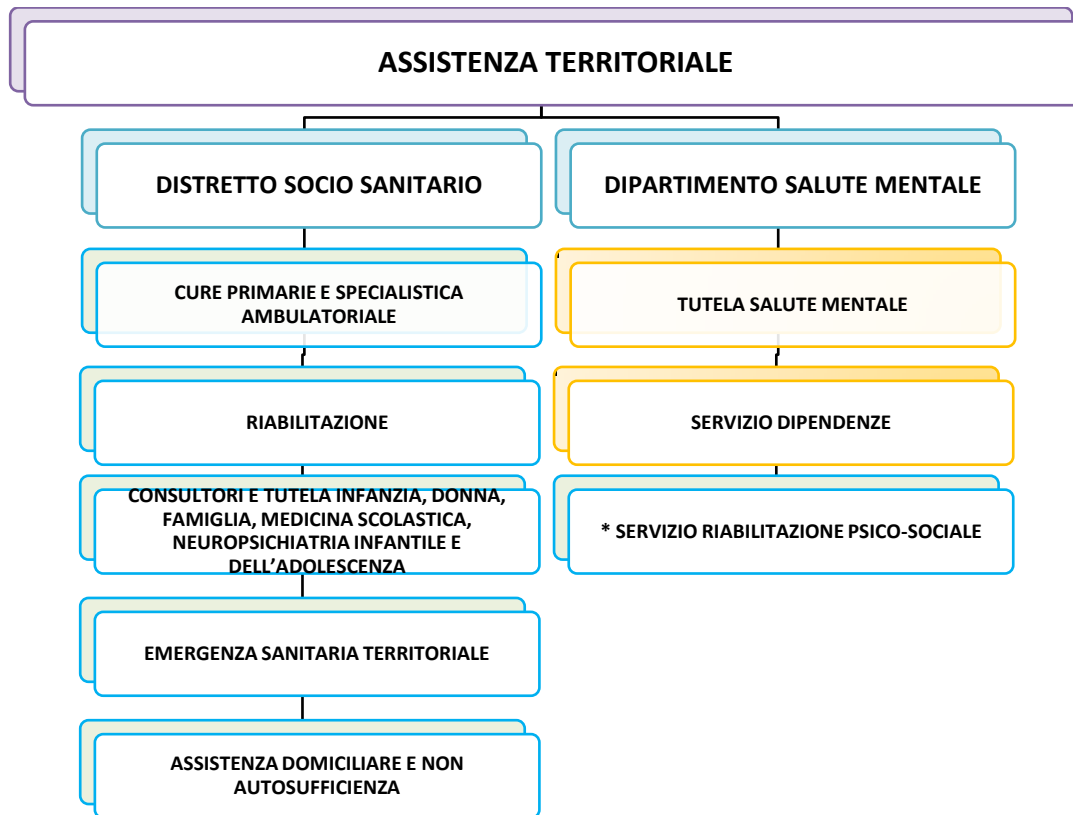 ASSISTENZA TERRITORIALE
DISTRETTO SOCIO SANITARIO
DIPARTIMENTO SALUTE MENTALE
CURE PRIMARIE E SPECIALISTICA
AMBULATORIALE
TUTELA SALUTE MENTALE
RIABILITAZIONE
SERVIZIO DIPENDENZE
CONSULTORI E TUTELA INFANZIA, DONNA,
FAMIGLIA, MEDICINA SCOLASTICA,
NEUROPSICHIATRIA INFANTILE E
DELL’ADOLESCENZA
* SERVIZIO RIABILITAZIONE PSICO-SOCIALE
EMERGENZA SANITARIA TERRITORIALE
ASSISTENZA DOMICILIARE E NON
AUTOSUFFICIENZA